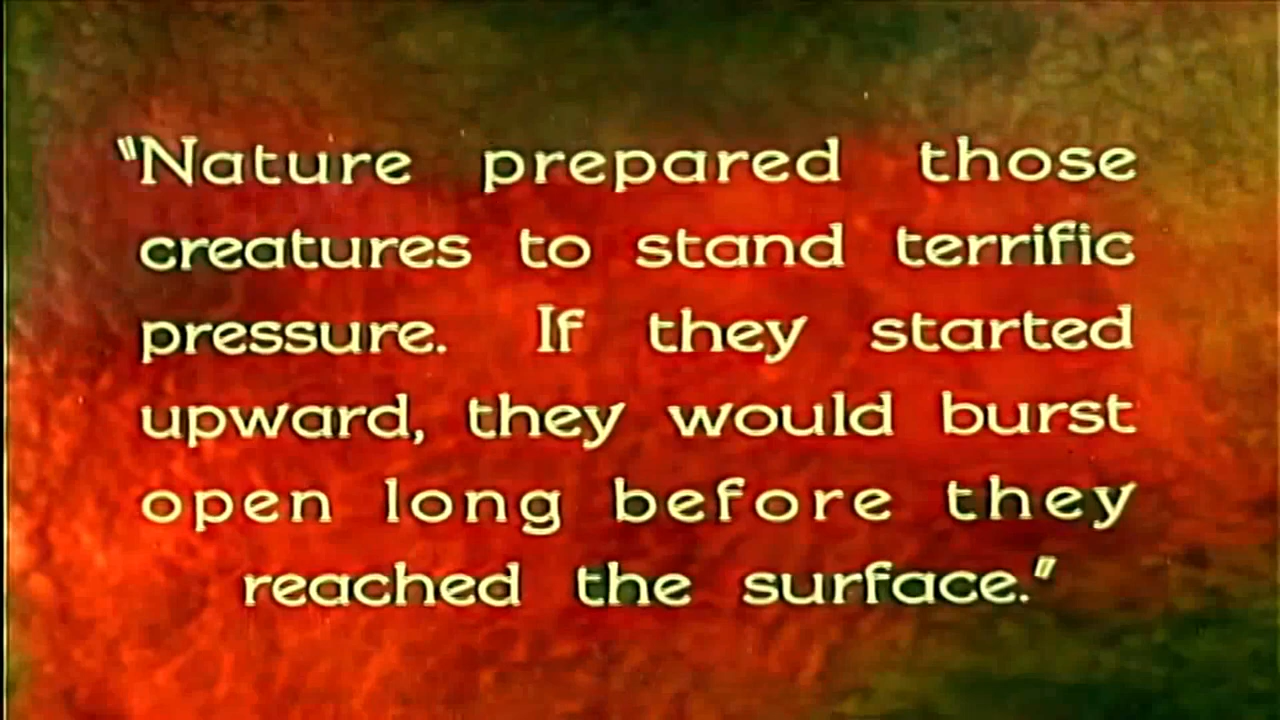 "Nature prepared those
creatures to stand terrific
pressure. If they started
upward, they would burst
open long before they
reached the surface."